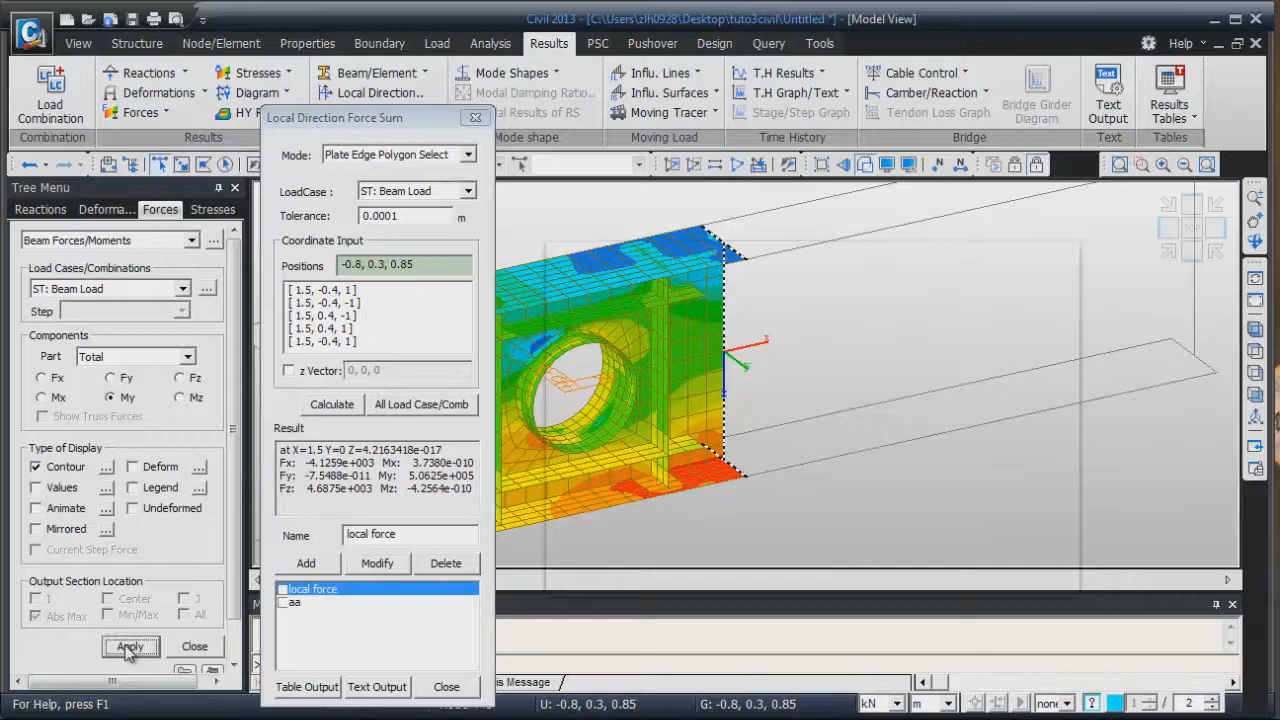 Civil 2013 - [C:\Users\zlh0928\Desktop\tuto3civil\Untitled *] - [Model View]
View Structure Node/Element Properties Boundary Load Analysis Results PSC Pushover Design Query Tools Help
Load Combination
Combination
Reactions
Deformations
Forces
Stresses
Diagram
HY R
Results
Beam/Element
Local Direction..
Mode Shapes
Modal Damping Ratio...
al Results of RS
ode shape
Influ. Lines
Influ. Surfaces
Moving Tracer
Moving Load
T.H Results
T.H Graph/Text
Stage/Step Graph
Time History
Cable Control
Camber/Reaction
Tendon Loss Graph
Bridge Girder Diagram
Bridge
Text Output
Text
Results Tables
Tables
Tree Menu
Reactions Deforma... Forces Stresses
Beam Forces/Moments ...
Load Cases/Combinations
ST: Beam Load ...
Step
Components
Part Total
Fx Fy Fz
Mx My Mz
Show Truss Forces
Type of Display
Contour ... Deform ...
Values ... Legend ...
Animate ... Undeformed
Mirrored ...
Current Step Force
Output Section Location
I Center J
Abs Max Min/Max All
Apply Close
Local Direction Force Sum
Mode: Plate Edge Polygon Select
LoadCase : ST: Beam Load
Tolerance: 0.0001 m
Coordinate Input
Positions -0.8, 0.3, 0.85
[ 1.5, -0.4, 1]
[ 1.5, -0.4, -1]
[ 1.5, 0.4, -1]
[ 1.5, 0.4, 1]
[ 1.5, -0.4, 1]
z Vector: 0, 0, 0
Calculate All Load Case/Comb
Result
at X=1.5 Y=0 Z=4.2163418e-017
Fx: -4.1259e+003 Mx: 3.7380e-010
Fy: -7.5488e-011 My: 5.0625e+005
Fz: 4.6875e+003 Mz: -4.2564e-010
Name local force
Add Modify Delete
local force
aa
Table Output Text Output Close
TOP
s Message
For Help, press F1
U: -0.8, 0.3, 0.85 G: -0.8, 0.3, 0.85 kN m none 1 / 2